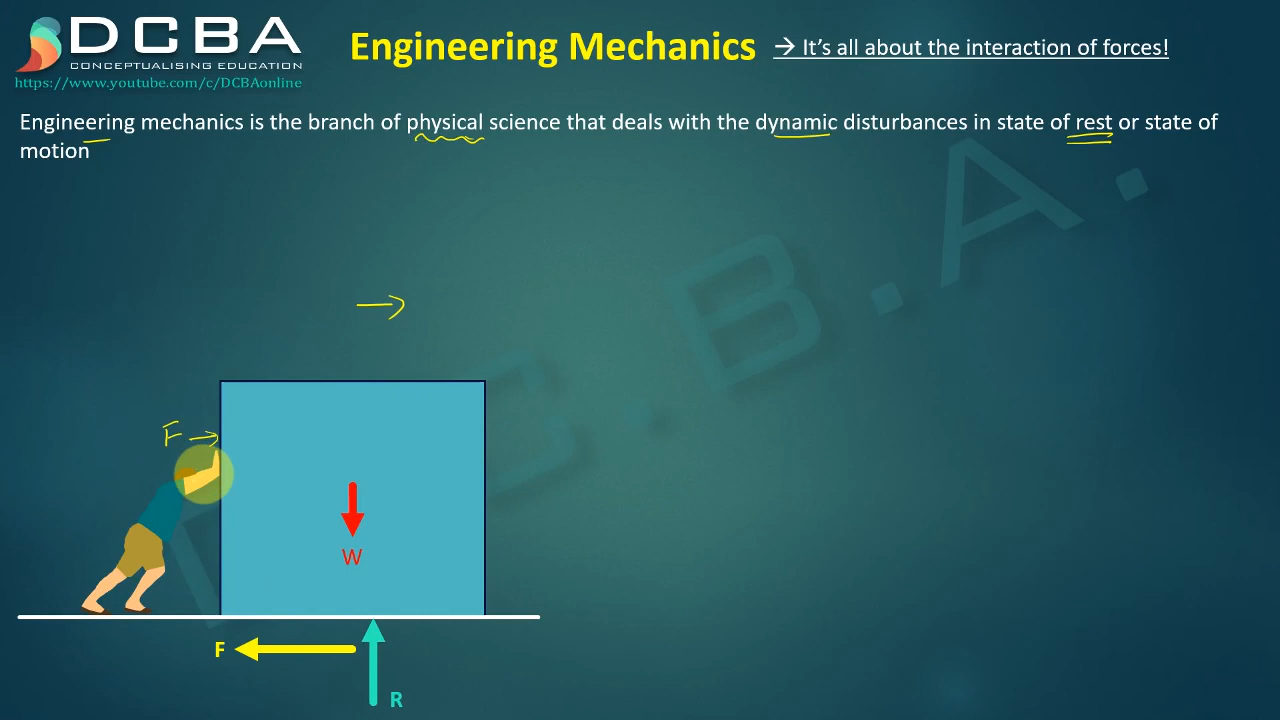 DCBA
CONCEPTUALISING EDUCATION
https://www.youtube.com/c/DCBAonline
Engineering Mechanics → It's all about the interaction of forces!
Engineering mechanics is the branch of physical science that deals with the dynamic disturbances in state of rest or state of
motion
D.C.B.A.
F →
W
F
R